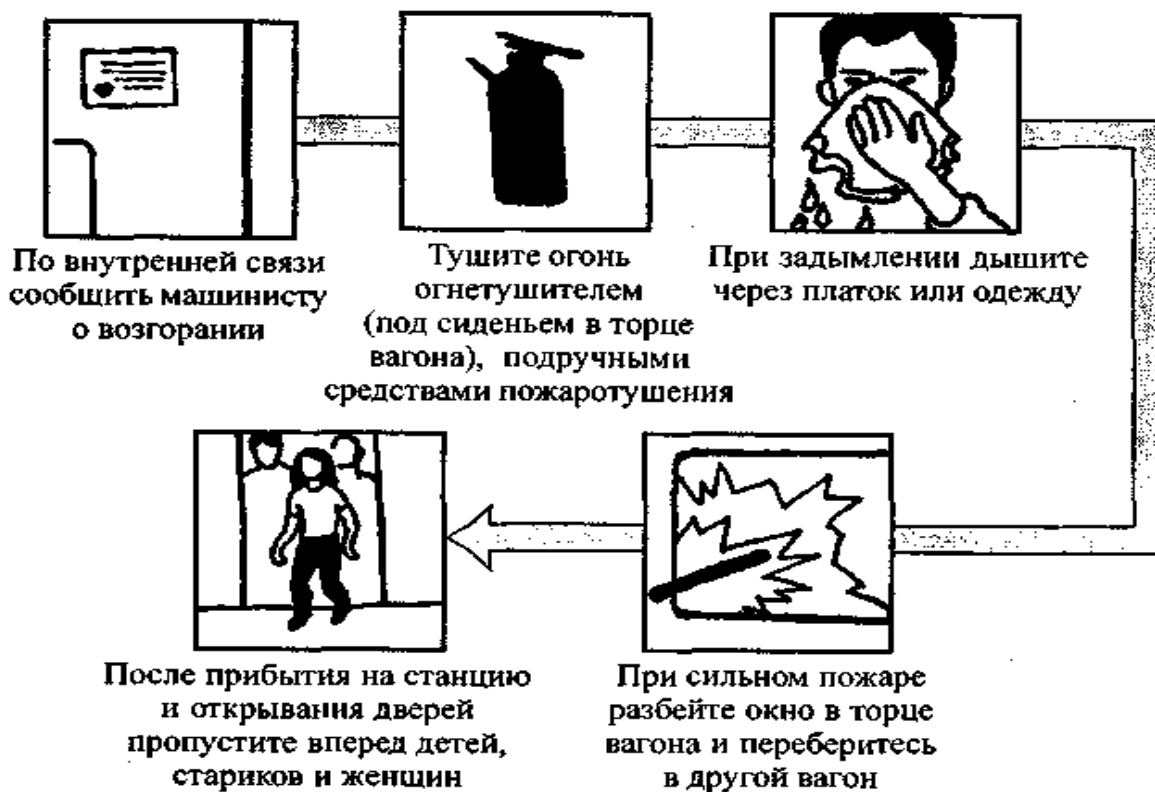 По внутренней связи
сообщить машинисту
о возгорании
Тушите огонь
огнетушителем
(под сиденьем в торце
вагона), подручными
средствами пожаротушения
При задымлении дышите
через платок или одежду
При сильном пожаре
разбейте окно в торце
вагона и переберитесь
в другой вагон
После прибытия на станцию
и открывания дверей
пропустите вперед детей,
стариков и женщин